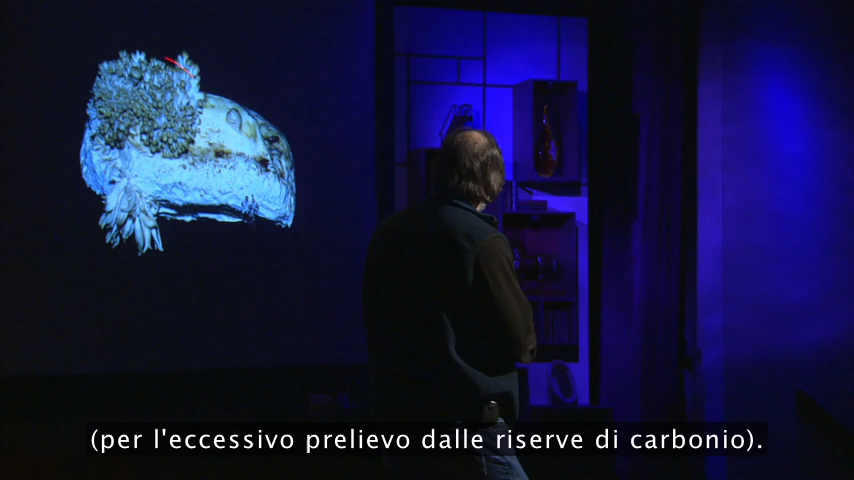 (per l'eccessivo prelievo dalle riserve di carbonio).